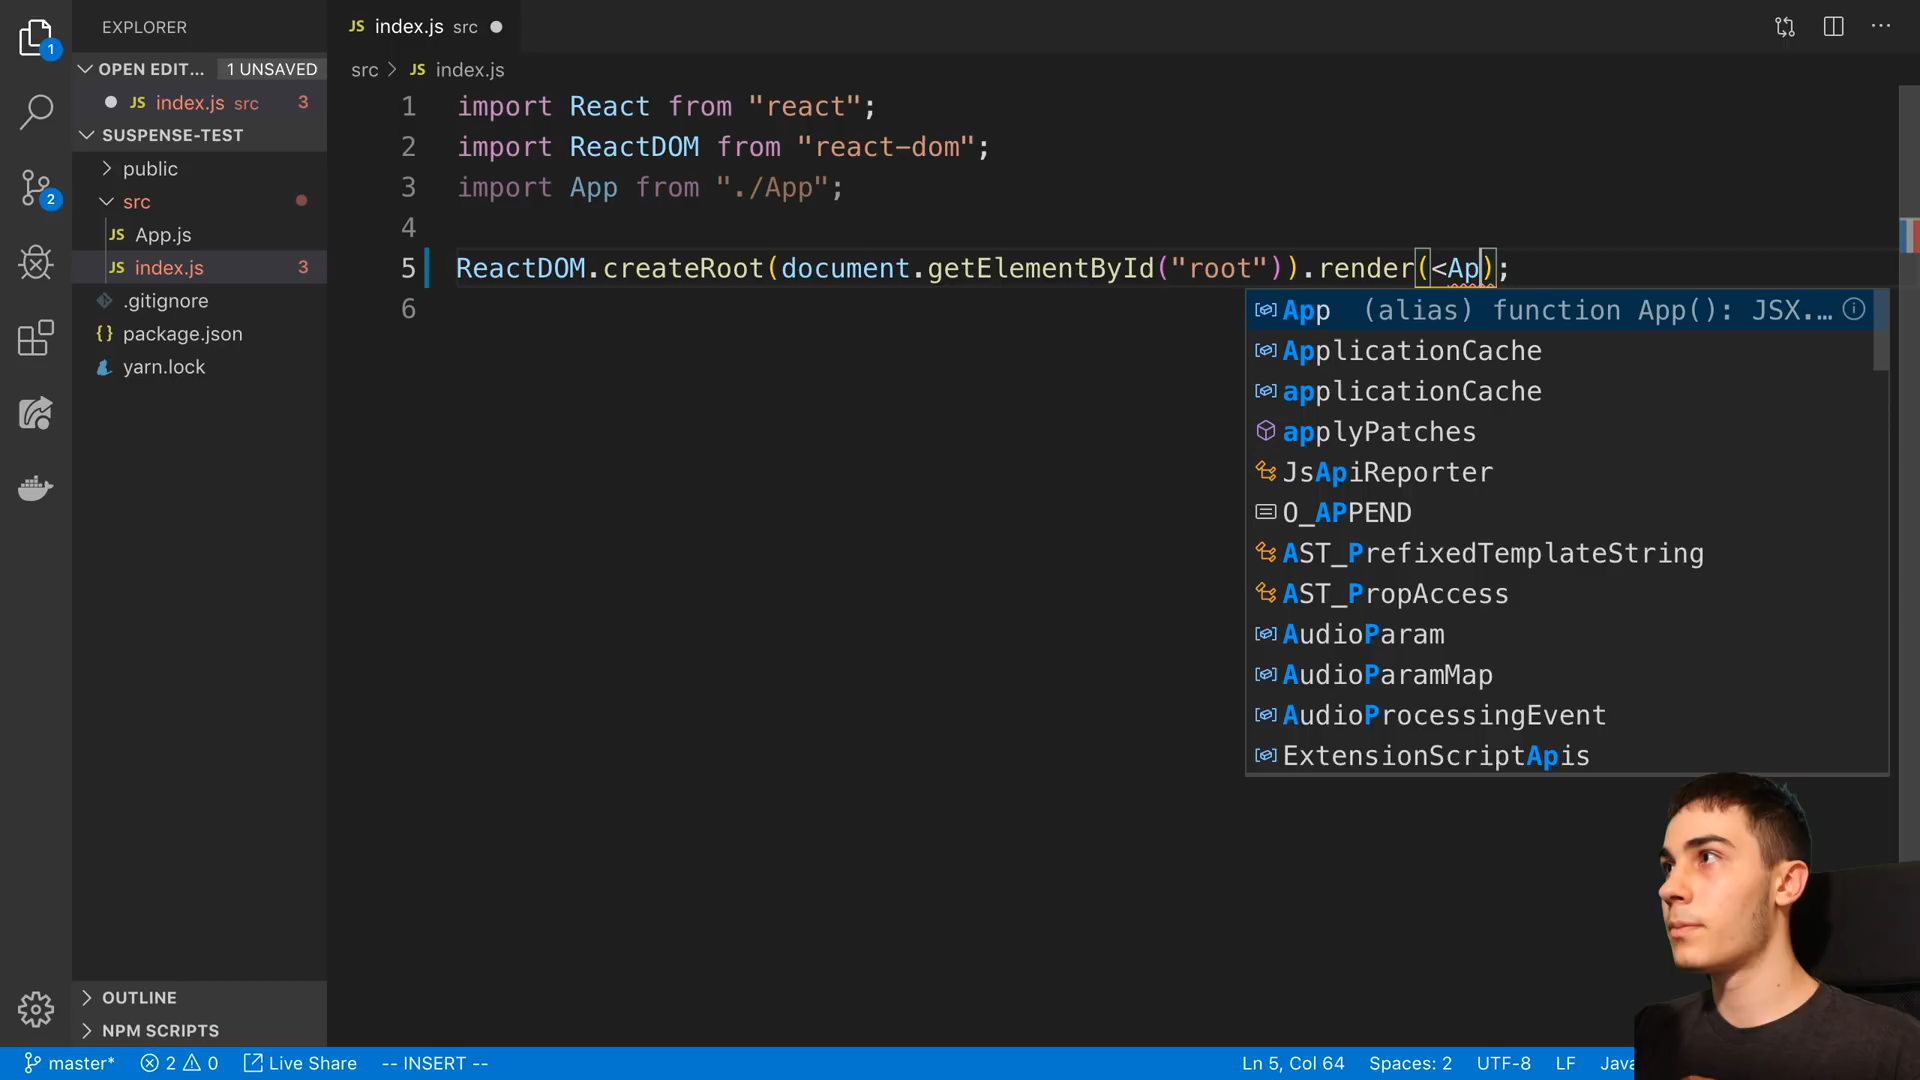 EXPLORER
OPEN EDIT... 1 UNSAVED
JS index.js src 3
SUSPENSE-TEST
public
src
JS App.js
JS index.js 3
.gitignore
{} package.json
yarn.lock
OUTLINE
NPM SCRIPTS
1
2
JS index.js src
src > JS index.js
1 import React from "react";
2 import ReactDOM from "react-dom";
3 import App from "./App";
4
5 ReactDOM.createRoot(document.getElementById("root")).render(<Ap);
6
App (alias) function App(): JSX.…
ApplicationCache
applicationCache
applyPatches
JsApiReporter
O_APPEND
AST_PrefixedTemplateString
AST_PropAccess
AudioParam
AudioParamMap
AudioProcessingEvent
ExtensionScriptApis
master* 2 0 Live Share -- INSERT -- Ln 5, Col 64 Spaces: 2 UTF-8 LF Java